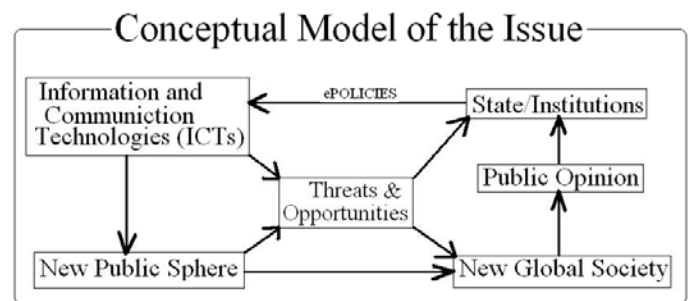 Conceptual Model of the Issue
Information and
Communiction
Technologies (ICTs)
ePOLICIES
State/Institutions
Threats &
Opportunities
Public Opinion
New Public Sphere
New Global Society